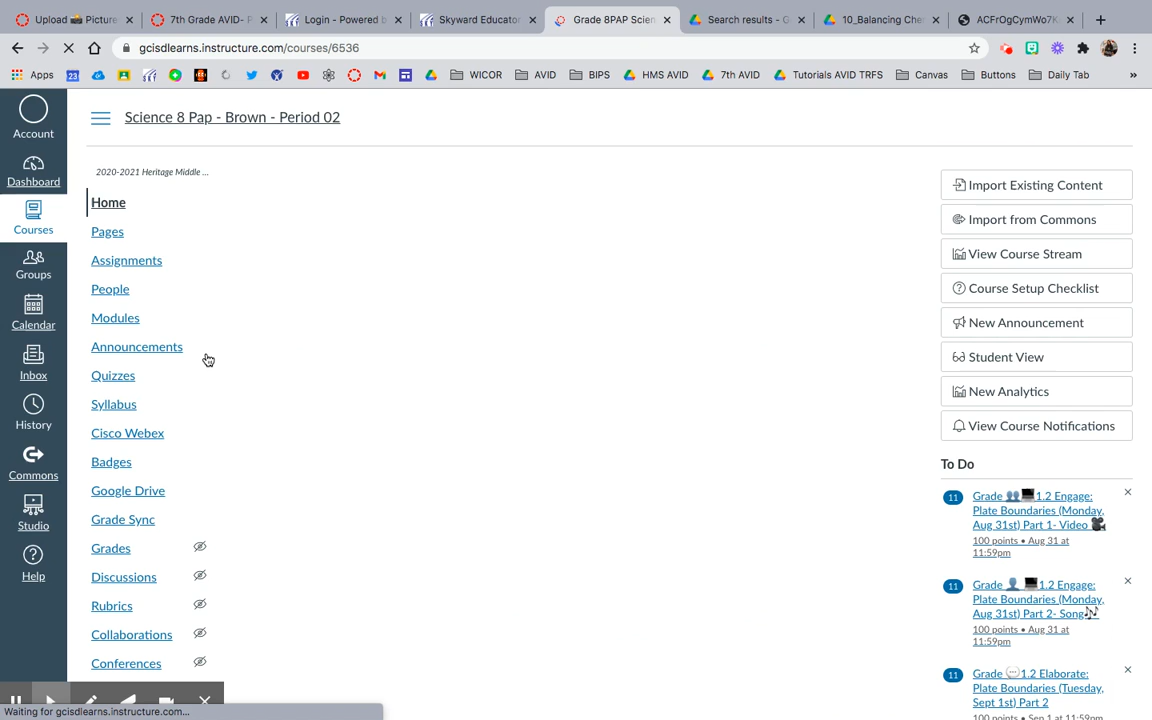 Upload Picture
7th Grade AVID- P
Login - Powered b
Skyward Educator
Grade 8PAP Scien
Search results - G
10_Balancing Che
ACFrOgCymWo7K
gcisdlearns.instructure.com/courses/6536
Apps
23
WICOR
AVID
BIPS
HMS AVID
7th AVID
Tutorials AVID TRFS
Canvas
Buttons
Daily Tab
»
Account
Dashboard
Courses
Groups
Calendar
Inbox
History
Commons
Studio
Help
Science 8 Pap - Brown - Period 02
2020-2021 Heritage Middle ...
Home
Pages
Assignments
People
Modules
Announcements
Quizzes
Syllabus
Cisco Webex
Badges
Google Drive
Grade Sync
Grades
Discussions
Rubrics
Collaborations
Conferences
Import Existing Content
Import from Commons
View Course Stream
Course Setup Checklist
New Announcement
Student View
New Analytics
View Course Notifications
To Do
11
Grade 👥💻1.2 Engage:
Plate Boundaries (Monday,
Aug 31st) Part 1- Video 🎥
100 points • Aug 31 at
11:59pm
11
Grade 👤 💻1.2 Engage:
Plate Boundaries (Monday,
Aug 31st) Part 2- Song🎶
100 points • Aug 31 at
11:59pm
11
Grade 💬1.2 Elaborate:
Plate Boundaries (Tuesday,
Sept 1st) Part 2
100 points • Sep 1 at 11:59pm
Waiting for gcisdlearns.instructure.com...